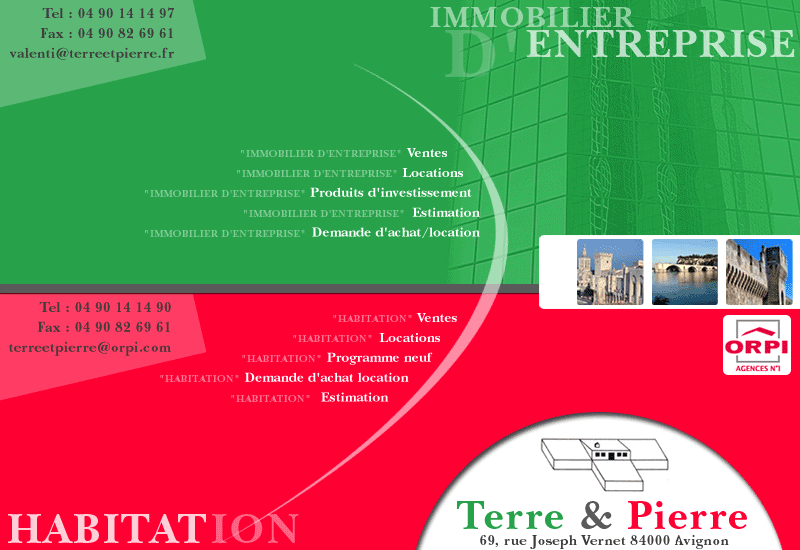 Tel : 04 90 14 14 97
Fax : 04 90 82 69 61
valenti@terreetpierre.fr
IMMOBILIER
D'ENTREPRISE
"IMMOBILIER D'ENTREPRISE" Ventes
"IMMOBILIER D'ENTREPRISE" Locations
"IMMOBILIER D'ENTREPRISE" Produits d'investissement
"IMMOBILIER D'ENTREPRISE" Estimation
"IMMOBILIER D'ENTREPRISE" Demande d'achat/location
Tel : 04 90 14 14 90
Fax : 04 90 82 69 61
terreetpierre@orpi.com
"HABITATION" Ventes
"HABITATION" Locations
"HABITATION" Programme neuf
"HABITATION" Demande d'achat location
"HABITATION" Estimation
ORPI
AGENCES N°1
HABITATION
Terre & Pierre
69, rue Joseph Vernet 84000 Avignon